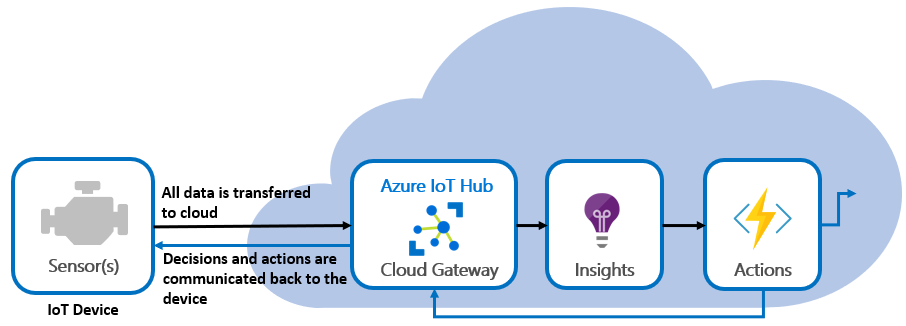 All data is transferred
to cloud
Sensor(s)
IoT Device
Decisions and actions are
communicated back to the
device
Azure IoT Hub
Cloud Gateway
Insights
Actions